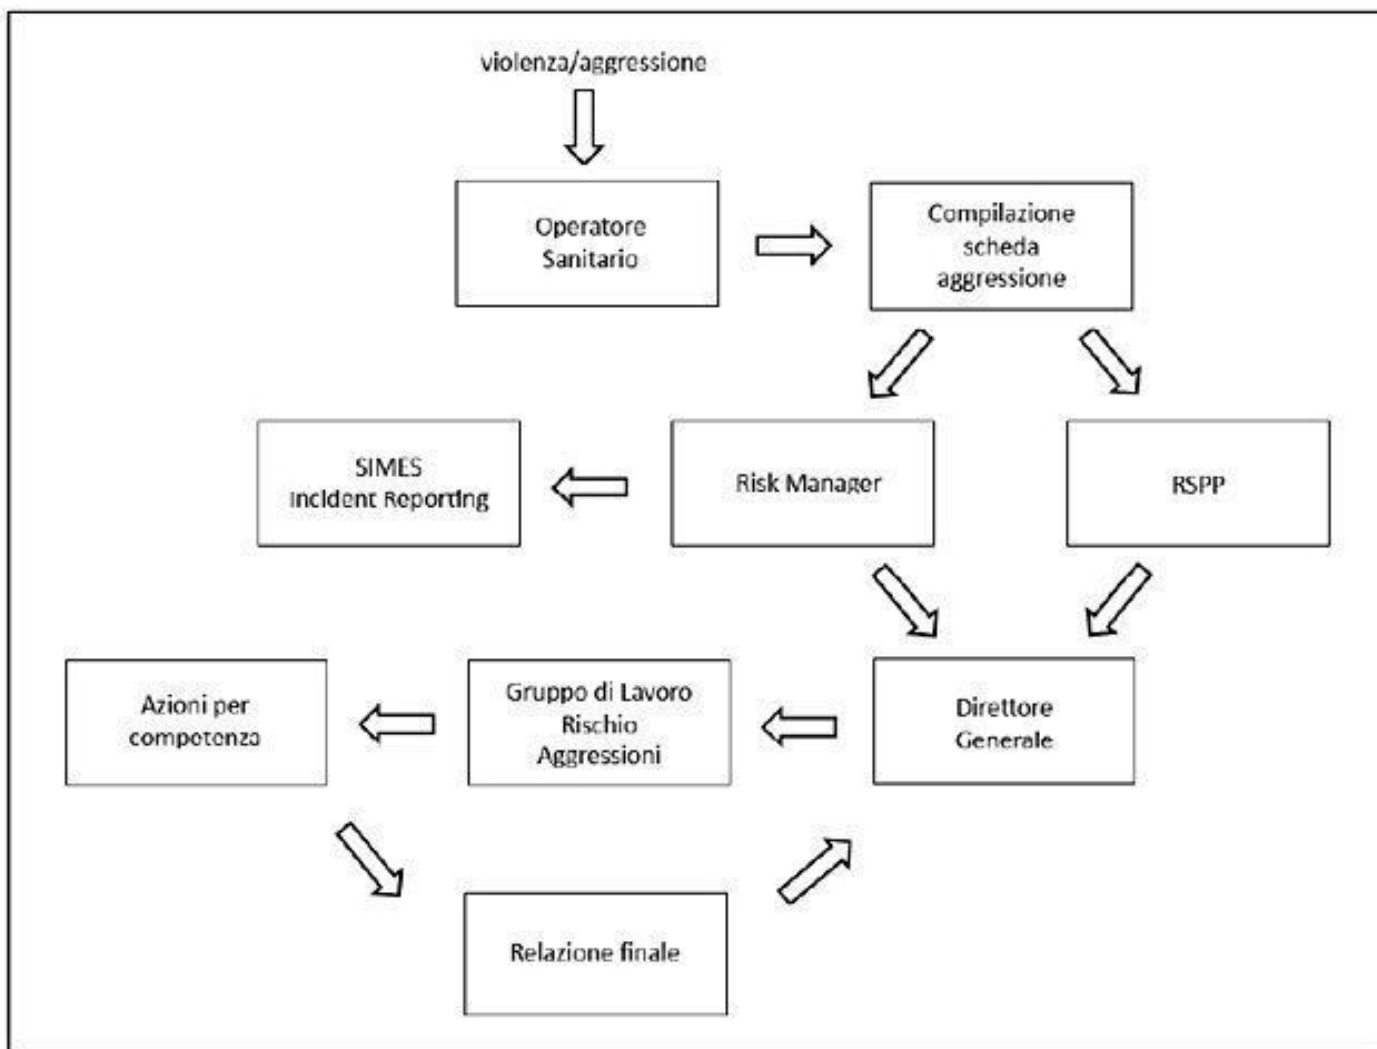 violenza/aggressione
Operatore
Sanitario
Compilazione
scheda
aggressione
SIMES
Incident Reporting
Risk Manager
RSPP
Azioni per
competenza
Gruppo di Lavoro
Rischio
Aggressioni
Direttore
Generale
Relazione finale